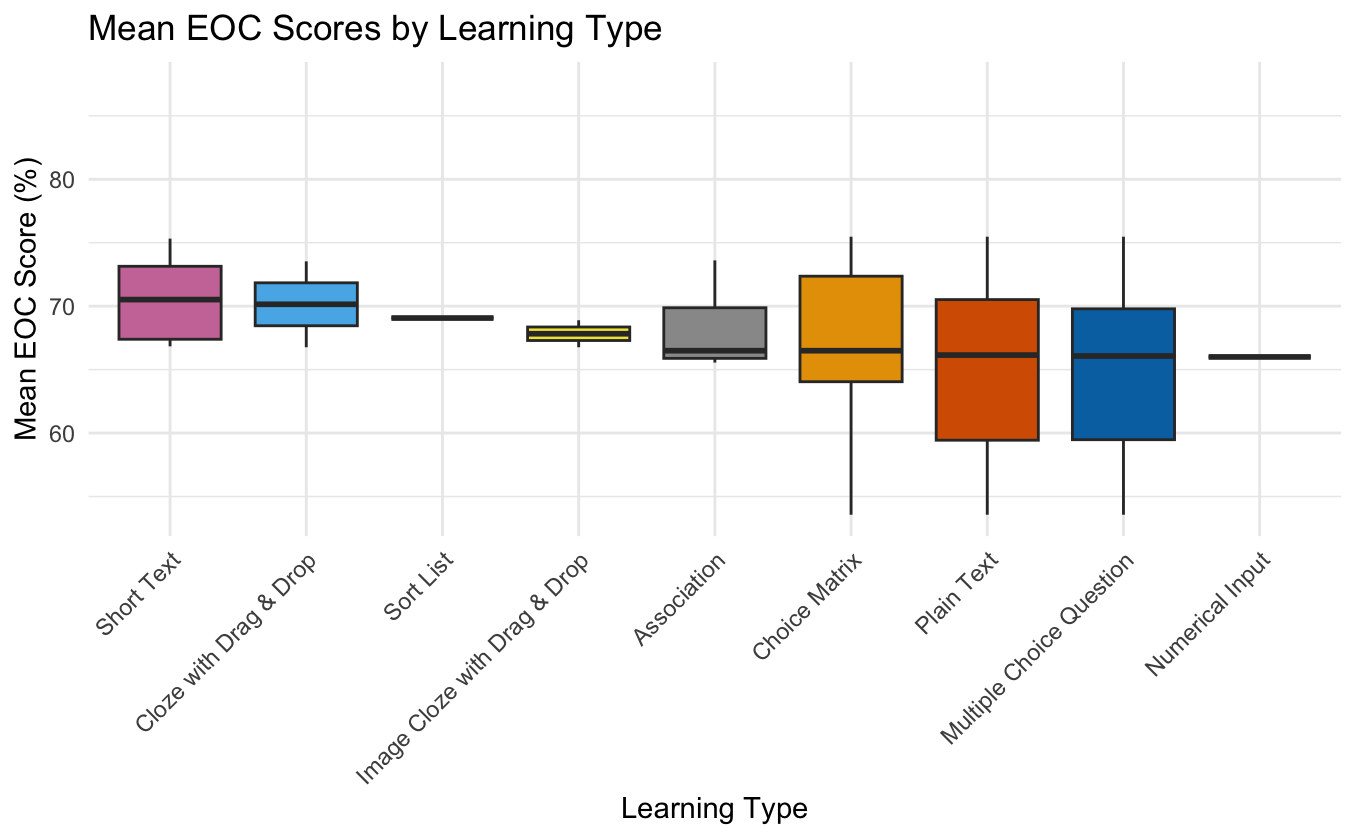 Mean EOC Scores by Learning Type
Mean EOC Score (%)
80
70
60
Short Text
Cloze with Drag & Drop
Sort List
Image Cloze with Drag & Drop
Association
Choice Matrix
Plain Text
Multiple Choice Question
Numerical Input
Learning Type